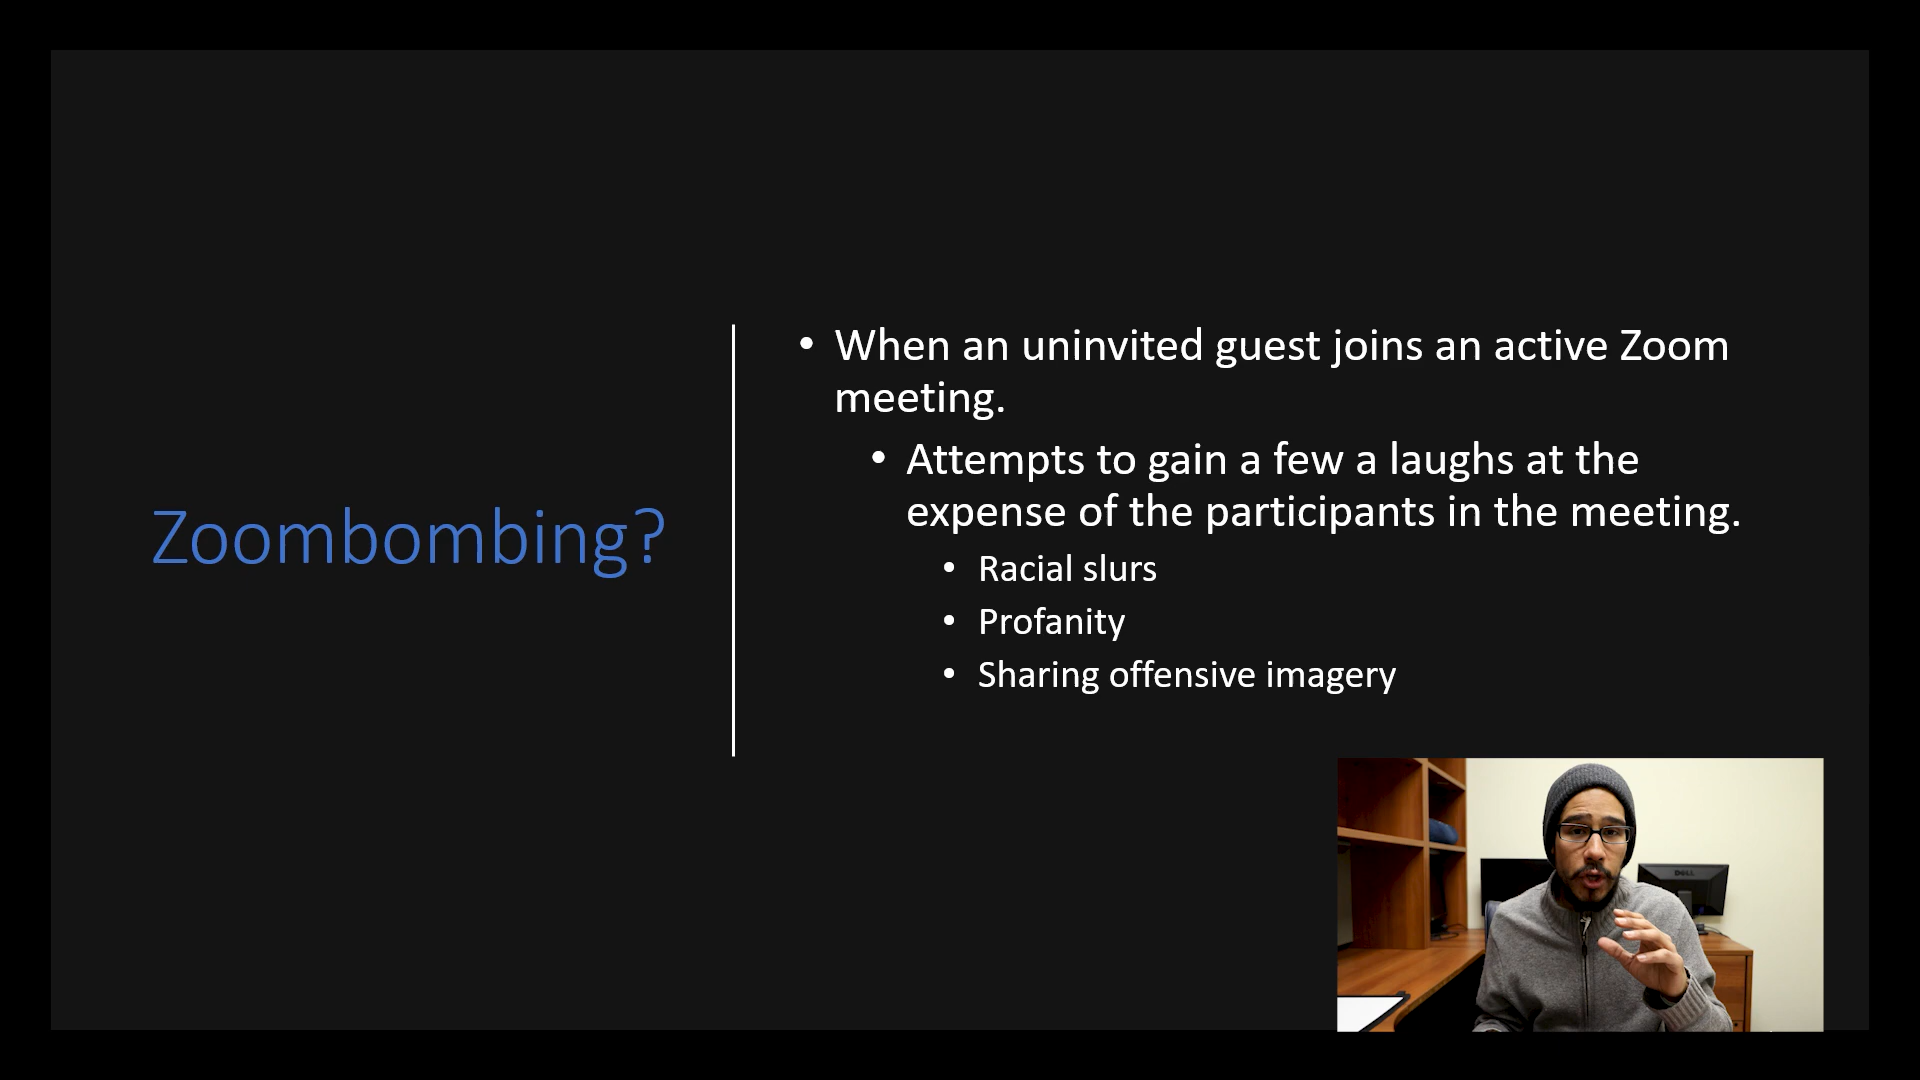 Zoombombing?
• When an uninvited guest joins an active Zoom
meeting.
• Attempts to gain a few a laughs at the
expense of the participants in the meeting.
• Racial slurs
• Profanity
• Sharing offensive imagery
DELL